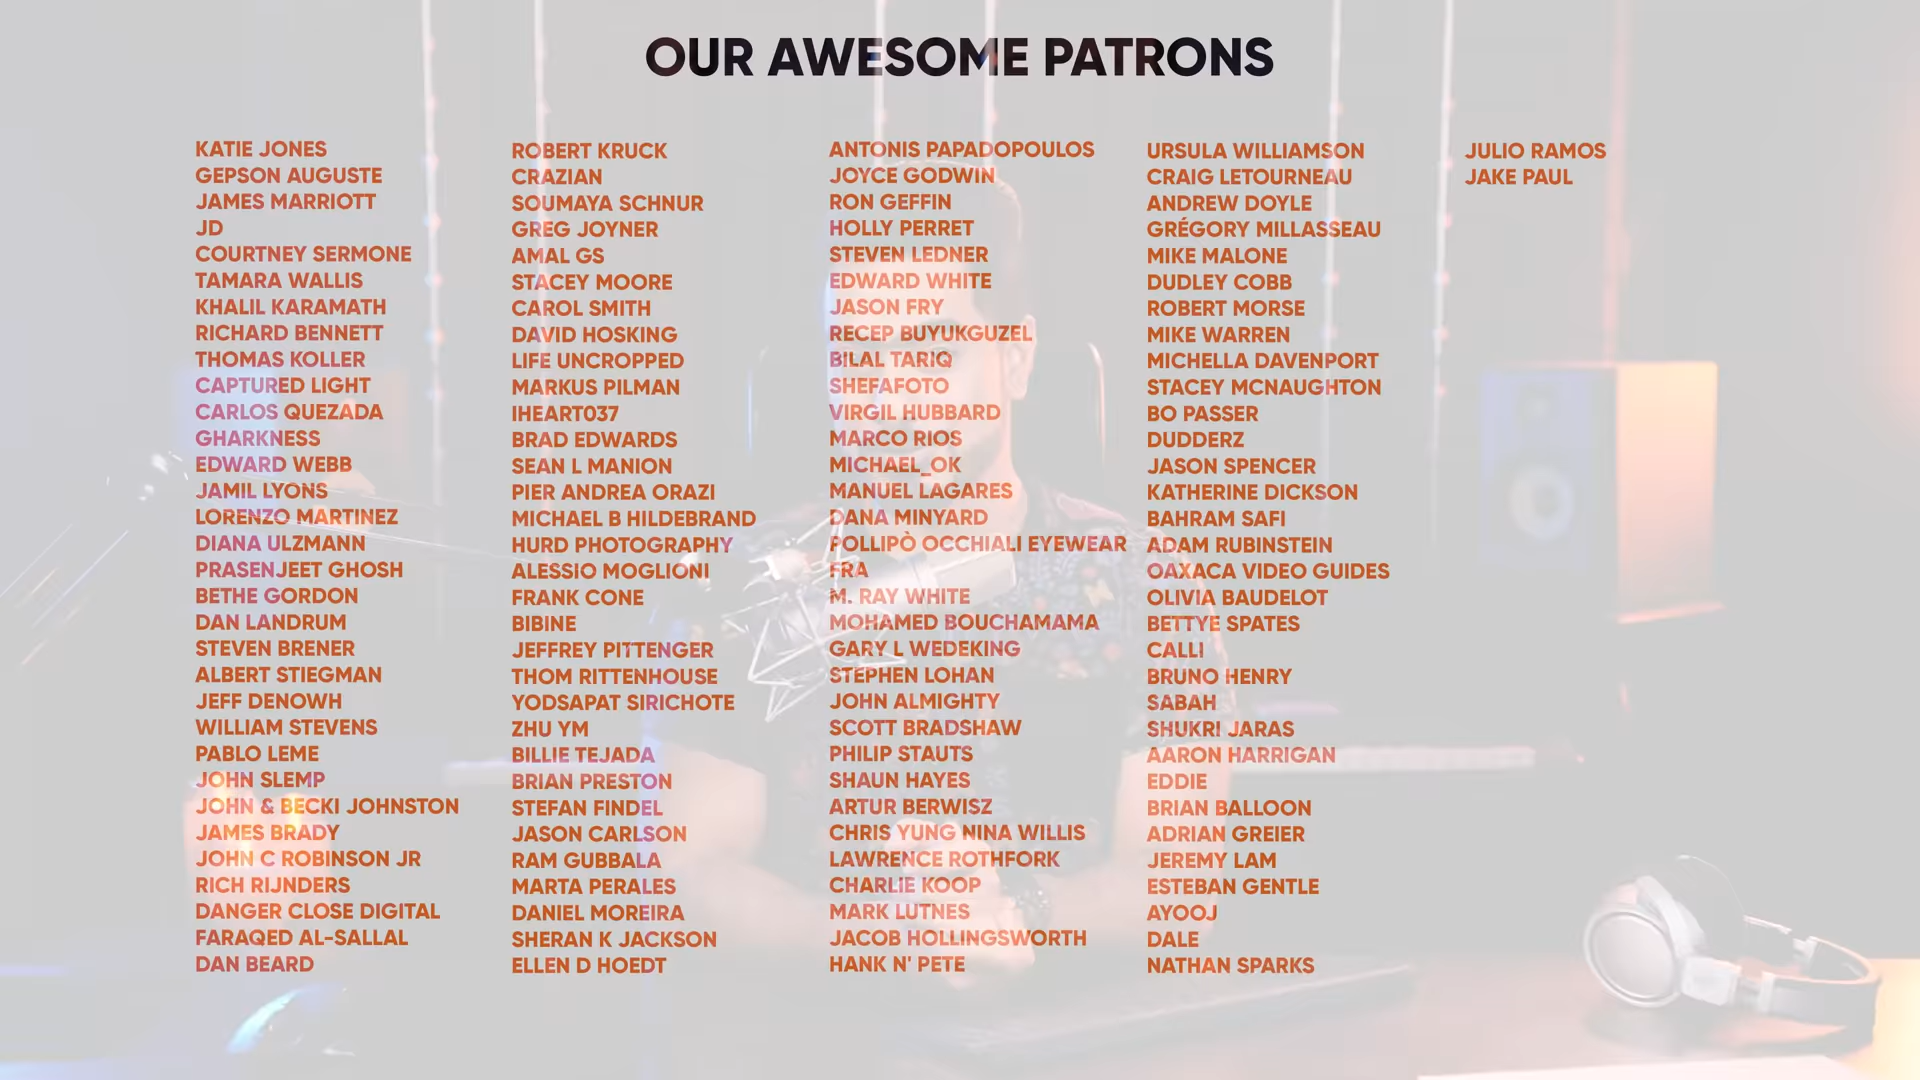 OUR AWESOME PATRONS
KATIE JONES
GEPSON AUGUSTE
JAMES MARRIOTT
JD
COURTNEY SERMONE
TAMARA WALLIS
KHALIL KARAMATH
RICHARD BENNETT
THOMAS KOLLER
CAPTURED LIGHT
CARLOS QUEZADA
GHARKNESS
EDWARD WEBB
JAMIL LYONS
LORENZO MARTINEZ
DIANA ULZMANN
PRASENJEET GHOSH
BETHE GORDON
DAN LANDRUM
STEVEN BRENER
ALBERT STIEGMAN
JEFF DENOWH
WILLIAM STEVENS
PABLO LEME
JOHN SLEMP
JOHN & BECKI JOHNSTON
JAMES BRADY
JOHN C ROBINSON JR
RICH RIJNDERS
DANGER CLOSE DIGITAL
FARAQED AL-SALLAL
DAN BEARD
ROBERT KRUCK
CRAZIAN
SOUMAYA SCHNUR
GREG JOYNER
AMAL GS
STACEY MOORE
CAROL SMITH
DAVID HOSKING
LIFE UNCROPPED
MARKUS PILMAN
IHEART037
BRAD EDWARDS
SEAN L MANION
PIER ANDREA ORAZI
MICHAEL B HILDEBRAND
HURD PHOTOGRAPHY
ALESSIO MOGLIONI
FRANK CONE
BIBINE
JEFFREY PITTENGER
THOM RITTENHOUSE
YODSAPAT SIRICHOTE
ZHU YM
BILLIE TEJADA
BRIAN PRESTON
STEFAN FINDEL
JASON CARLSON
RAM GUBBALA
MARTA PERALES
DANIEL MOREIRA
SHERAN K JACKSON
ELLEN D HOEDT
ANTONIS PAPADOPOULOS
JOYCE GODWIN
RON GEFFIN
HOLLY PERRET
STEVEN LEDNER
EDWARD WHITE
JASON FRY
RECEP BUYUKGUZEL
BILAL TARIQ
SHEFAFOTO
VIRGIL HUBBARD
MARCO RIOS
MICHAEL_OK
MANUEL LAGARES
DANA MINYARD
POLLIPÒ OCCHIALI EYEWEAR
FRA
M. RAY WHITE
MOHAMED BOUCHAMAMA
GARY L WEDEKING
STEPHEN LOHAN
JOHN ALMIGHTY
SCOTT BRADSHAW
PHILIP STAUTS
SHAUN HAYES
ARTUR BERWISZ
CHRIS YUNG NINA WILLIS
LAWRENCE ROTHFORK
CHARLIE KOOP
MARK LUTNES
JACOB HOLLINGSWORTH
HANK N' PETE
URSULA WILLIAMSON
CRAIG LETOURNEAU
ANDREW DOYLE
GRÉGORY MILLASSEAU
MIKE MALONE
DUDLEY COBB
ROBERT MORSE
MIKE WARREN
MICHELLA DAVENPORT
STACEY MCNAUGHTON
BO PASSER
DUDDERZ
JASON SPENCER
KATHERINE DICKSON
BAHRAM SAFI
ADAM RUBINSTEIN
OAXACA VIDEO GUIDES
OLIVIA BAUDELOT
BETTYE SPATES
CALLI
BRUNO HENRY
SABAH
SHUKRI JARAS
AARON HARRIGAN
EDDIE
BRIAN BALLOON
ADRIAN GREIER
JEREMY LAM
ESTEBAN GENTLE
AYOOJ
DALE
NATHAN SPARKS
JULIO RAMOS
JAKE PAUL